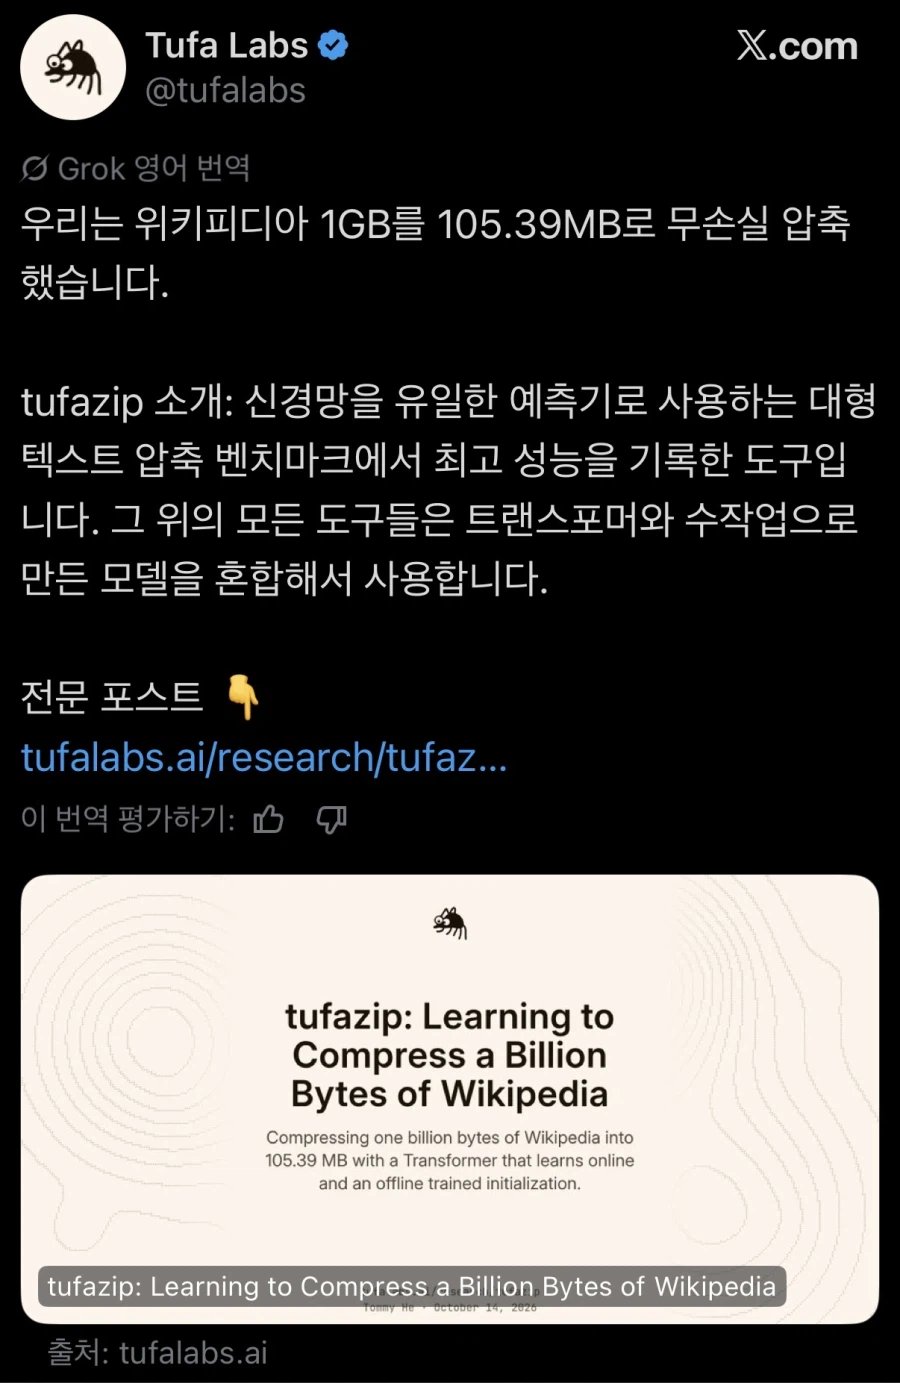 Tufa Labs
X.com
@tufalabs
Grok 영어 번역
우리는 위키피디아 1GB를 105.39MB로 무손실 압축
했습니다.
tufazip 소개: 신경망을 유일한 예측기로 사용하는 대형
텍스트 압축 벤치마크에서 최고 성능을 기록한 도구입
니다. 그 위의 모든 도구들은 트랜스포머와 수작업으로
만든 모델을 혼합해서 사용합니다.
전문 포스트 👇
tufalabs.ai/research/tufaz...
이 번역 평가하기:
tufazip: Learning to
Compress a Billion
Bytes of Wikipedia
Compressing one billion bytes of Wikipedia into
105.39 MB with a Transformer that learns online
and an offline trained initialization.
tufazip: Learning to Compress a Billion Bytes of Wikipedia
Tommy He · October 14, 2026
출처: tufalabs.ai